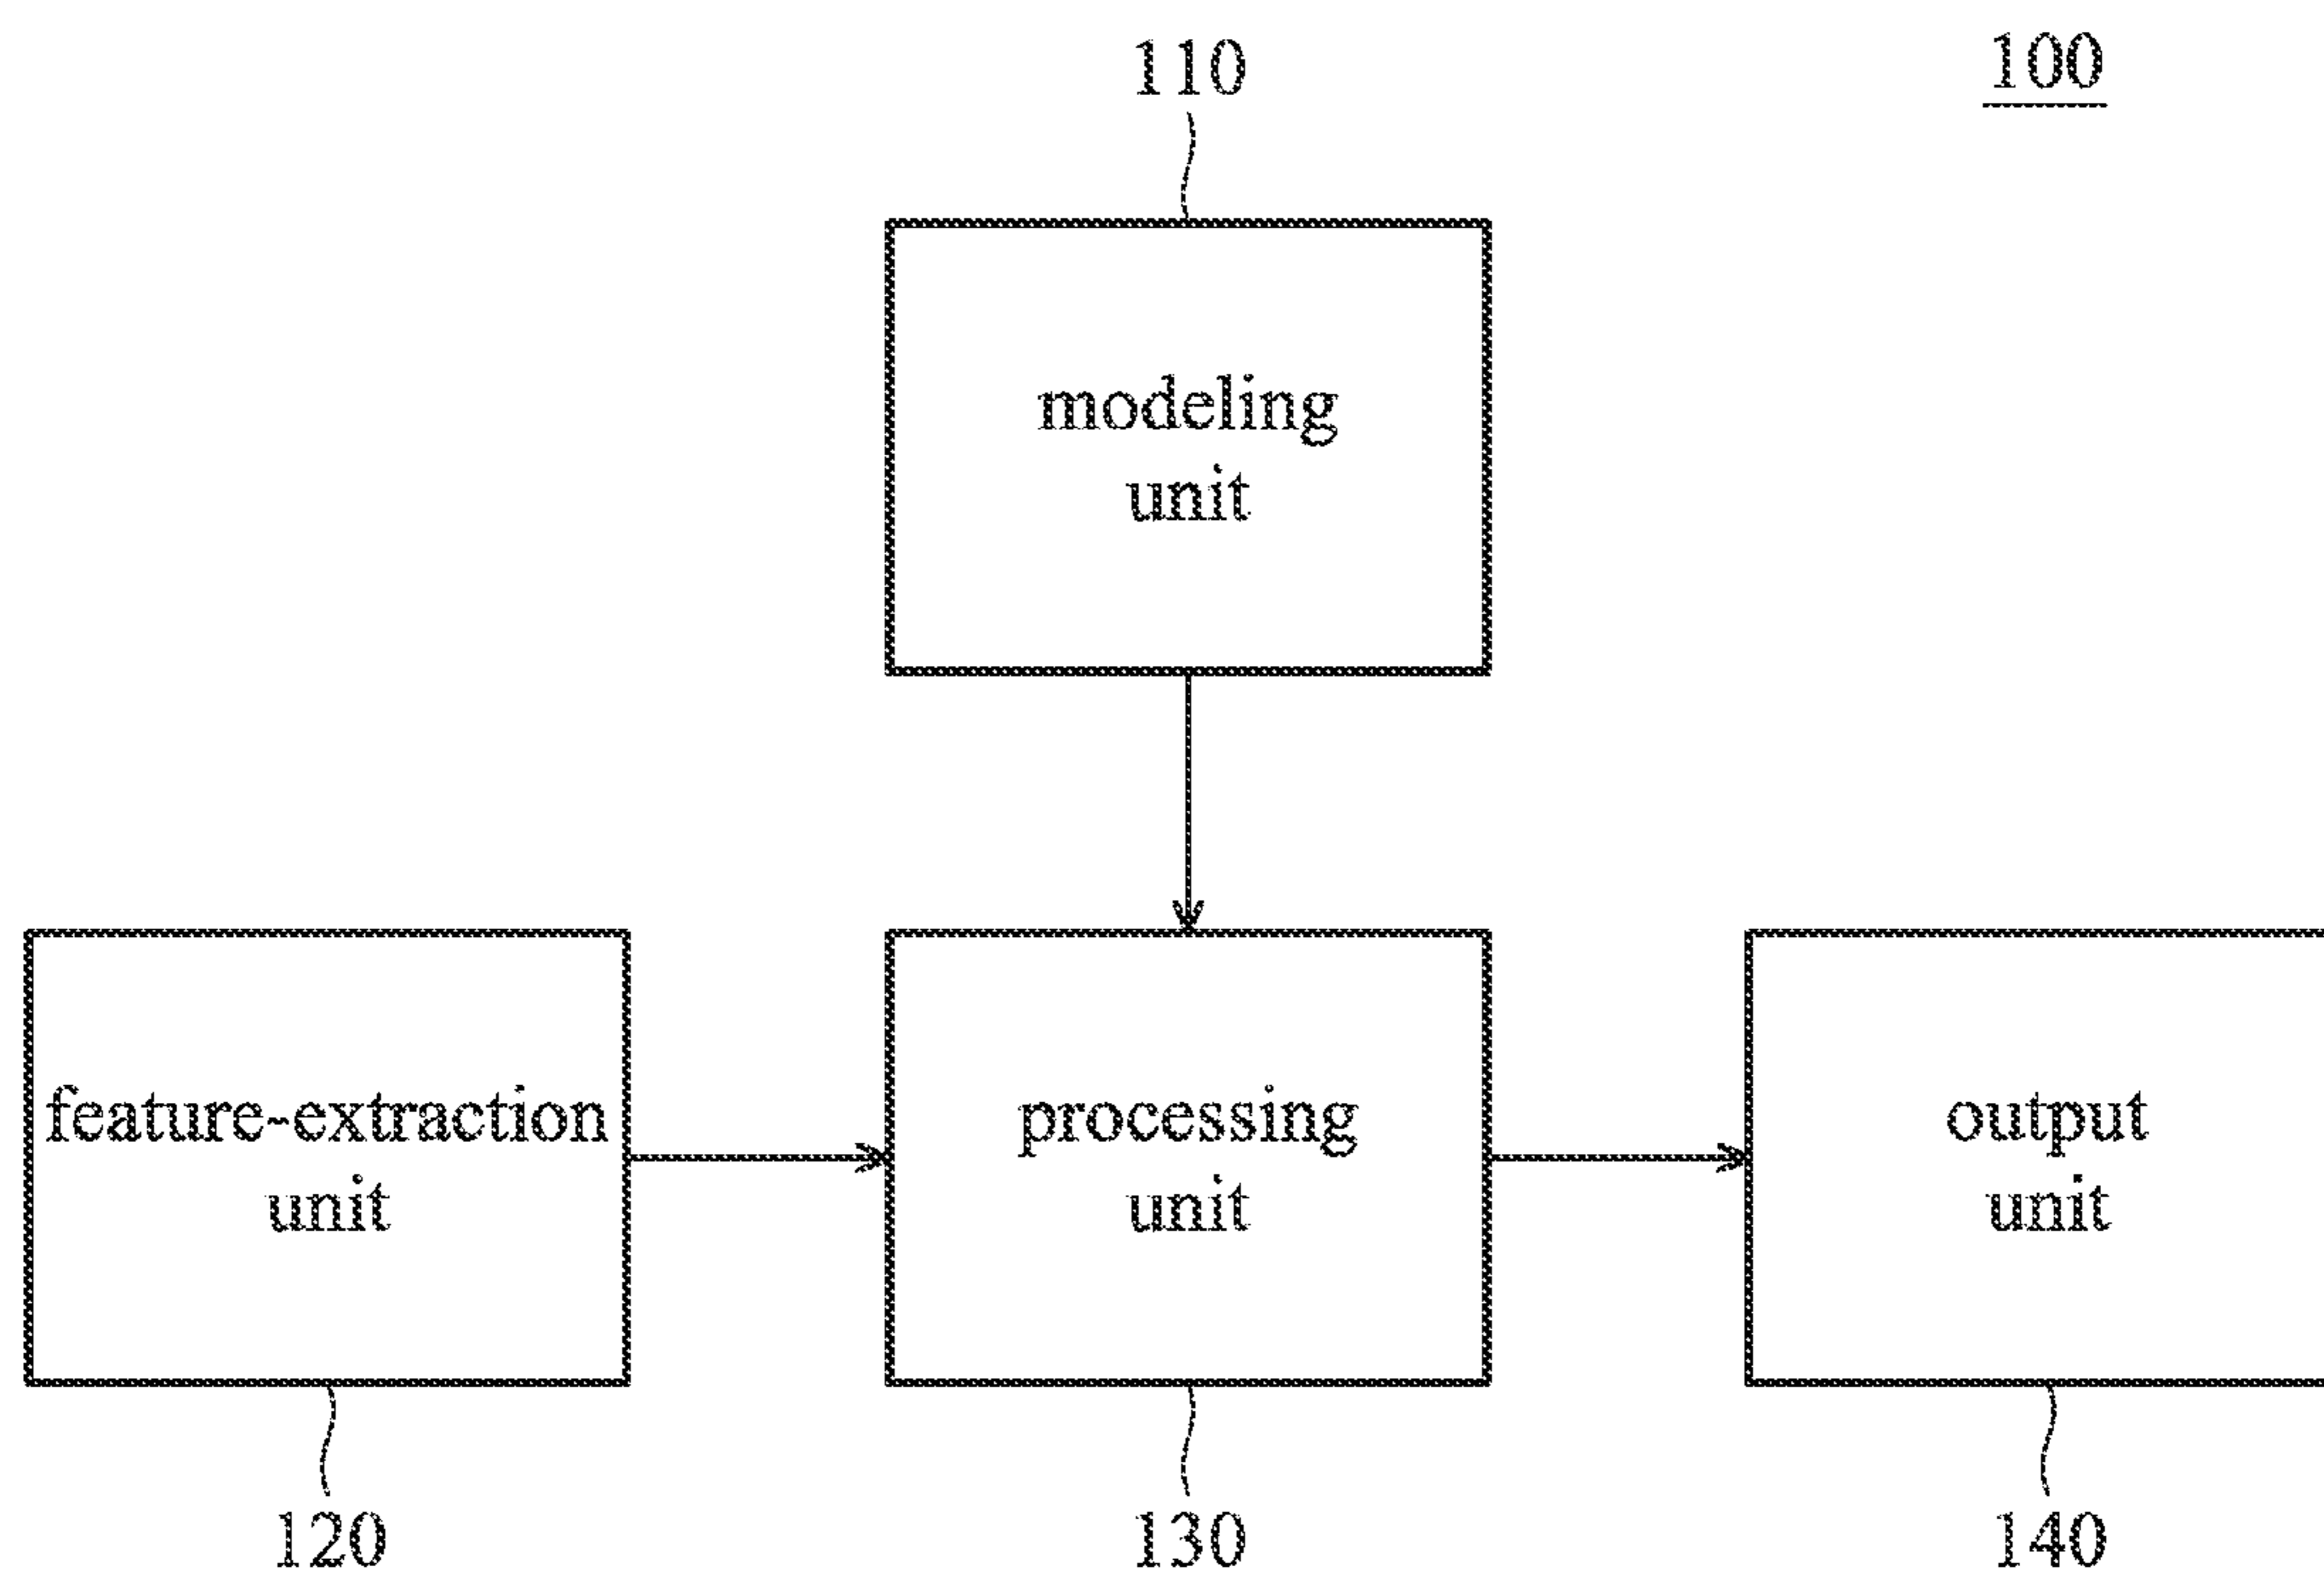 110
100
modeling
unit
feature-extraction
unit
processing
unit
output
unit
120
130
140